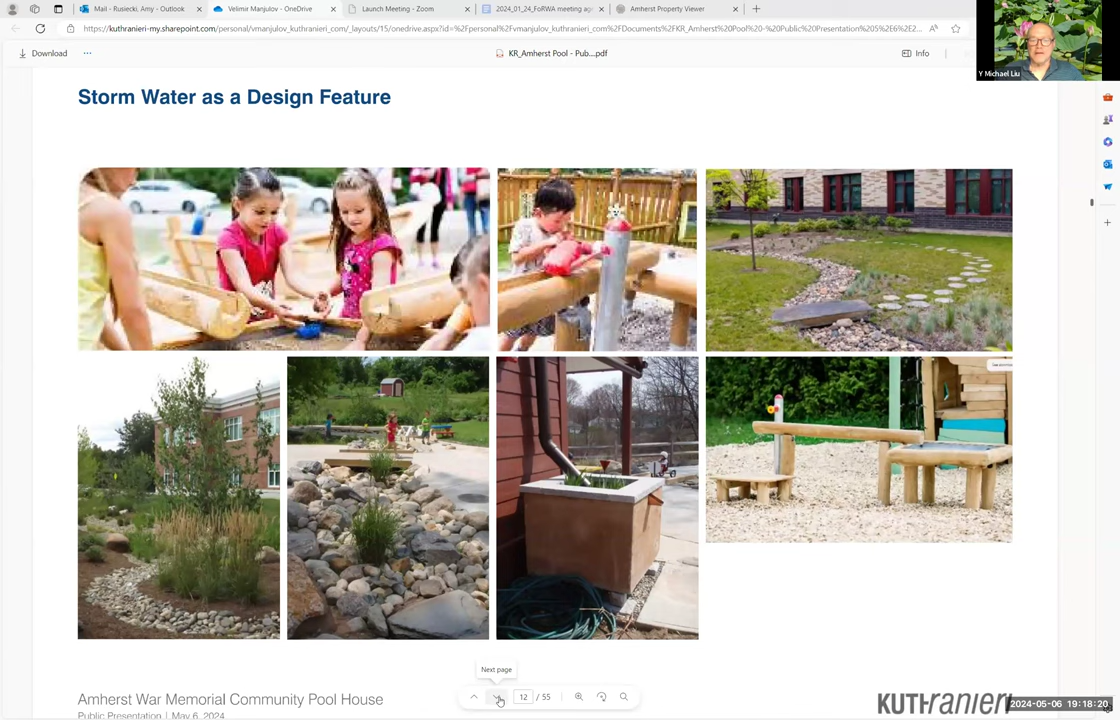 Mail - Rusiecki, Amy - Outlook
Velimir Manjulov - OneDrive
Launch Meeting - Zoom
2024_01_24_FoRWA meeting ag
Amherst Property Viewer
https://kuthranieri-my.sharepoint.com/personal/vmanjulov_kuthranieri_com/_layouts/15/onedrive.aspx?id=%2Fpersonal%2Fvmanjulov_kuthranieri_com%2FDocuments%2FKR_Amherst%20Pool%20-%20Public%20Presentation%205%2E6%2E2...
Download
...
KR_Amherst Pool - Pub....pdf
Info
Y Michael Liu
Storm Water as a Design Feature
Next page
12 / 55
Amherst War Memorial Community Pool House
Public Presentation | May 6, 2024
KUTHRANIERI
2024-05-06 19:18:20